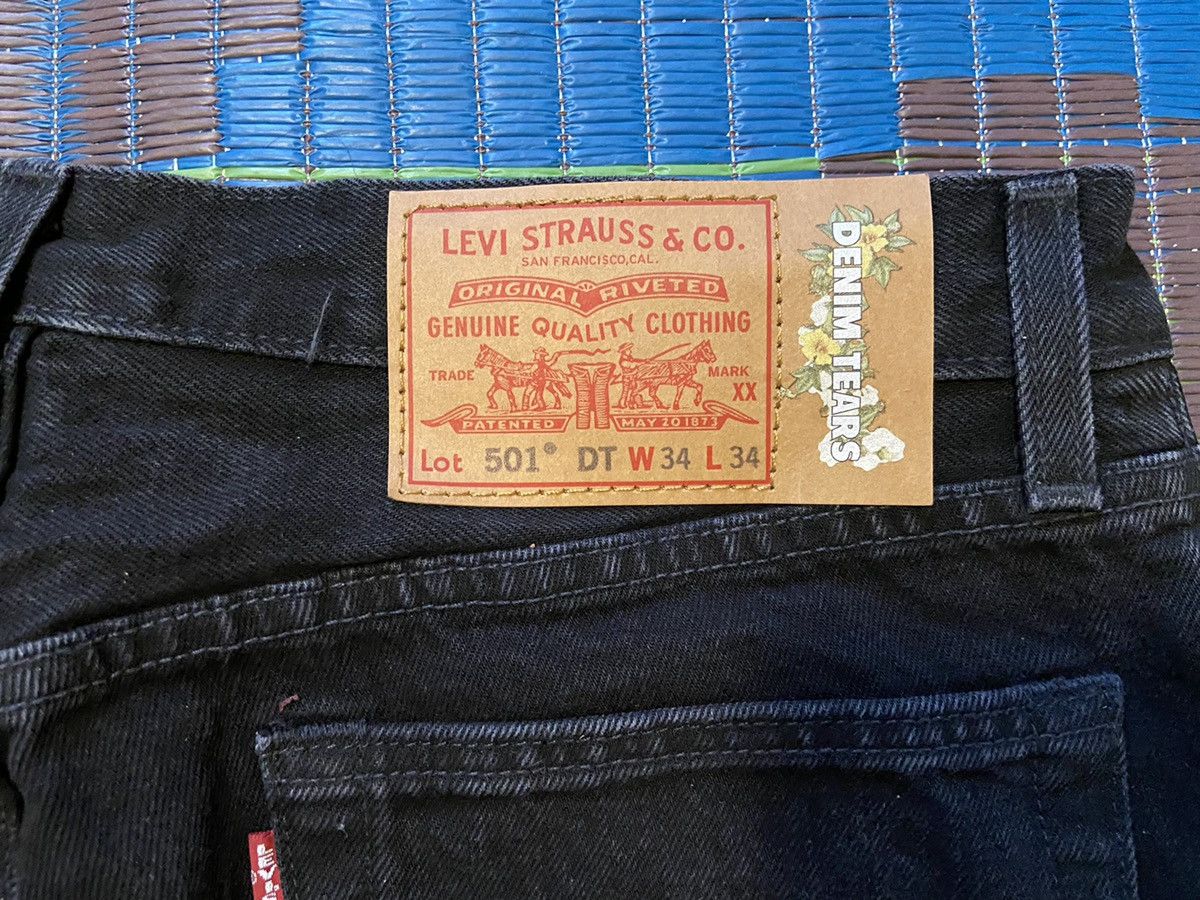 LEVI STRAUSS & CO.
SAN FRANCISCO, CAL.
ORIGINAL RIVETED
GENUINE QUALITY CLOTHING
TRADE MARK
XX
PATENTED MAY 20 1873
Lot 501® DT W 34 L 34
DENIM TEARS
LEVI'S